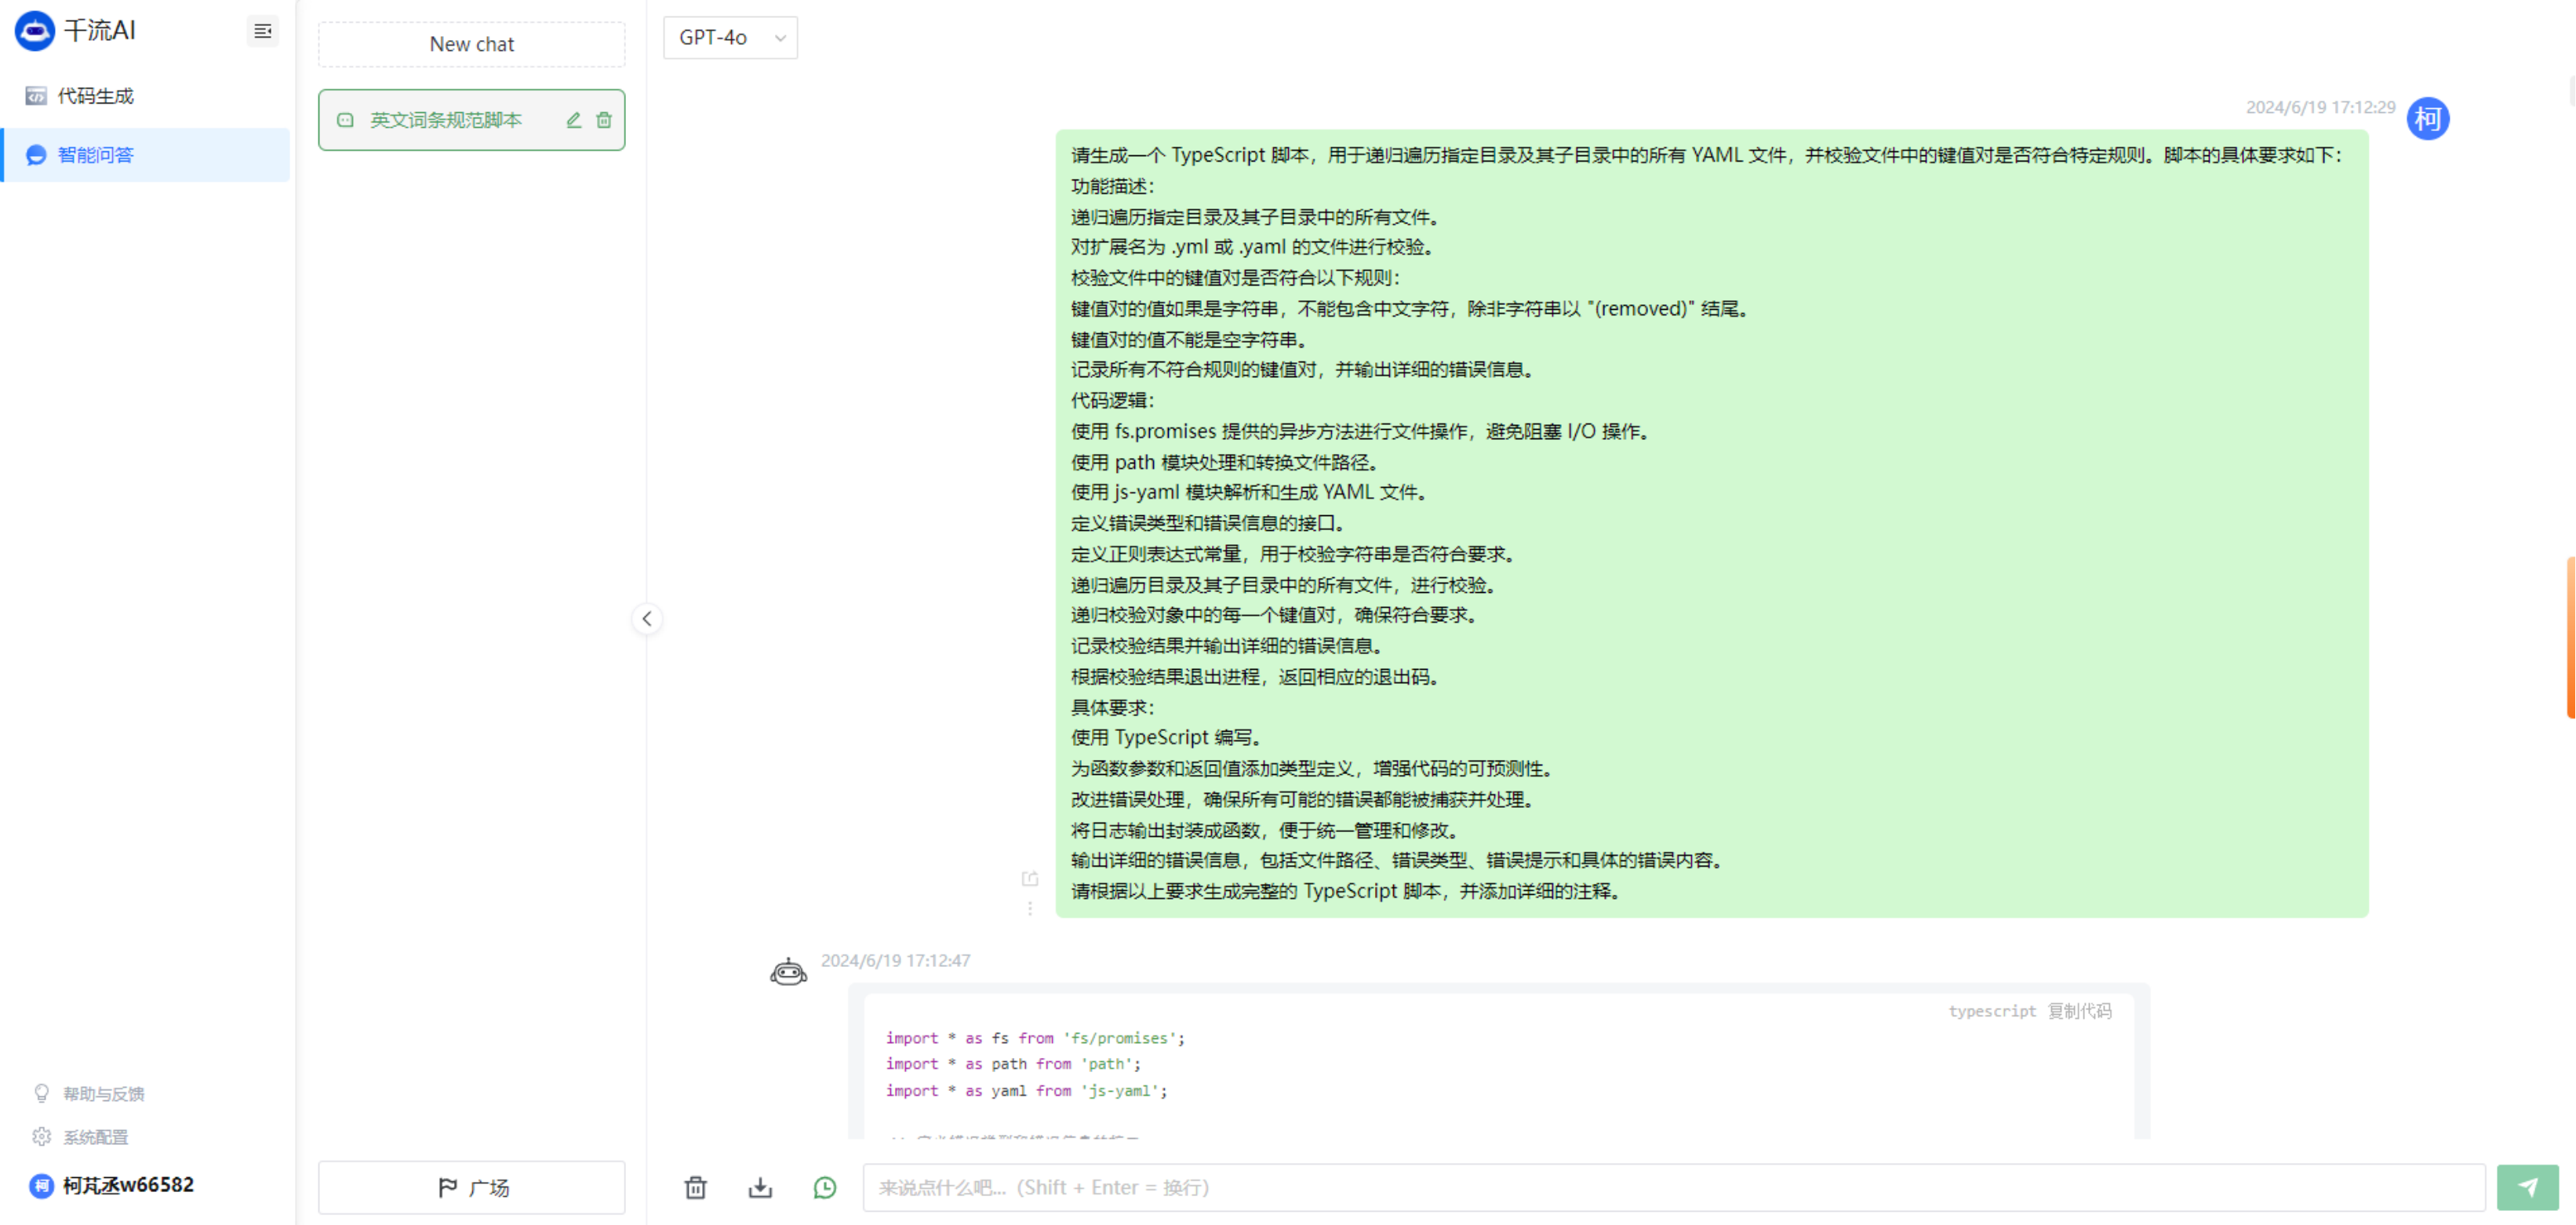 千流AI
代码生成
智能问答
帮助与反馈
系统配置
柯
柯芃丞w66582
New chat
英文词条规范脚本
广场
GPT-4o
2024/6/19 17:12:29
柯
请生成一个 TypeScript 脚本，用于递归遍历指定目录及其子目录中的所有 YAML 文件，并校验文件中的键值对是否符合特定规则。脚本的具体要求如下：
功能描述：
递归遍历指定目录及其子目录中的所有文件。
对扩展名为 .yml 或 .yaml 的文件进行校验。
校验文件中的键值对是否符合以下规则：
键值对的值如果是字符串，不能包含中文字符，除非字符串以 "(removed)" 结尾。
键值对的值不能是空字符串。
记录所有不符合规则的键值对，并输出详细的错误信息。
代码逻辑：
使用 fs.promises 提供的异步方法进行文件操作，避免阻塞 I/O 操作。
使用 path 模块处理和转换文件路径。
使用 js-yaml 模块解析和生成 YAML 文件。
定义错误类型和错误信息的接口。
定义正则表达式常量，用于校验字符串是否符合要求。
递归遍历目录及其子目录中的所有文件，进行校验。
递归校验对象中的每一个键值对，确保符合要求。
记录校验结果并输出详细的错误信息。
根据校验结果退出进程，返回相应的退出码。
具体要求：
使用 TypeScript 编写。
为函数参数和返回值添加类型定义，增强代码的可预测性。
改进错误处理，确保所有可能的错误都能被捕获并处理。
将日志输出封装成函数，便于统一管理和修改。
输出详细的错误信息，包括文件路径、错误类型、错误提示和具体的错误内容。
请根据以上要求生成完整的 TypeScript 脚本，并添加详细的注释。
2024/6/19 17:12:47
typescript 复制代码
import * as fs from 'fs/promises';
import * as path from 'path';
import * as yaml from 'js-yaml';
来说点什么吧... (Shift + Enter = 换行)